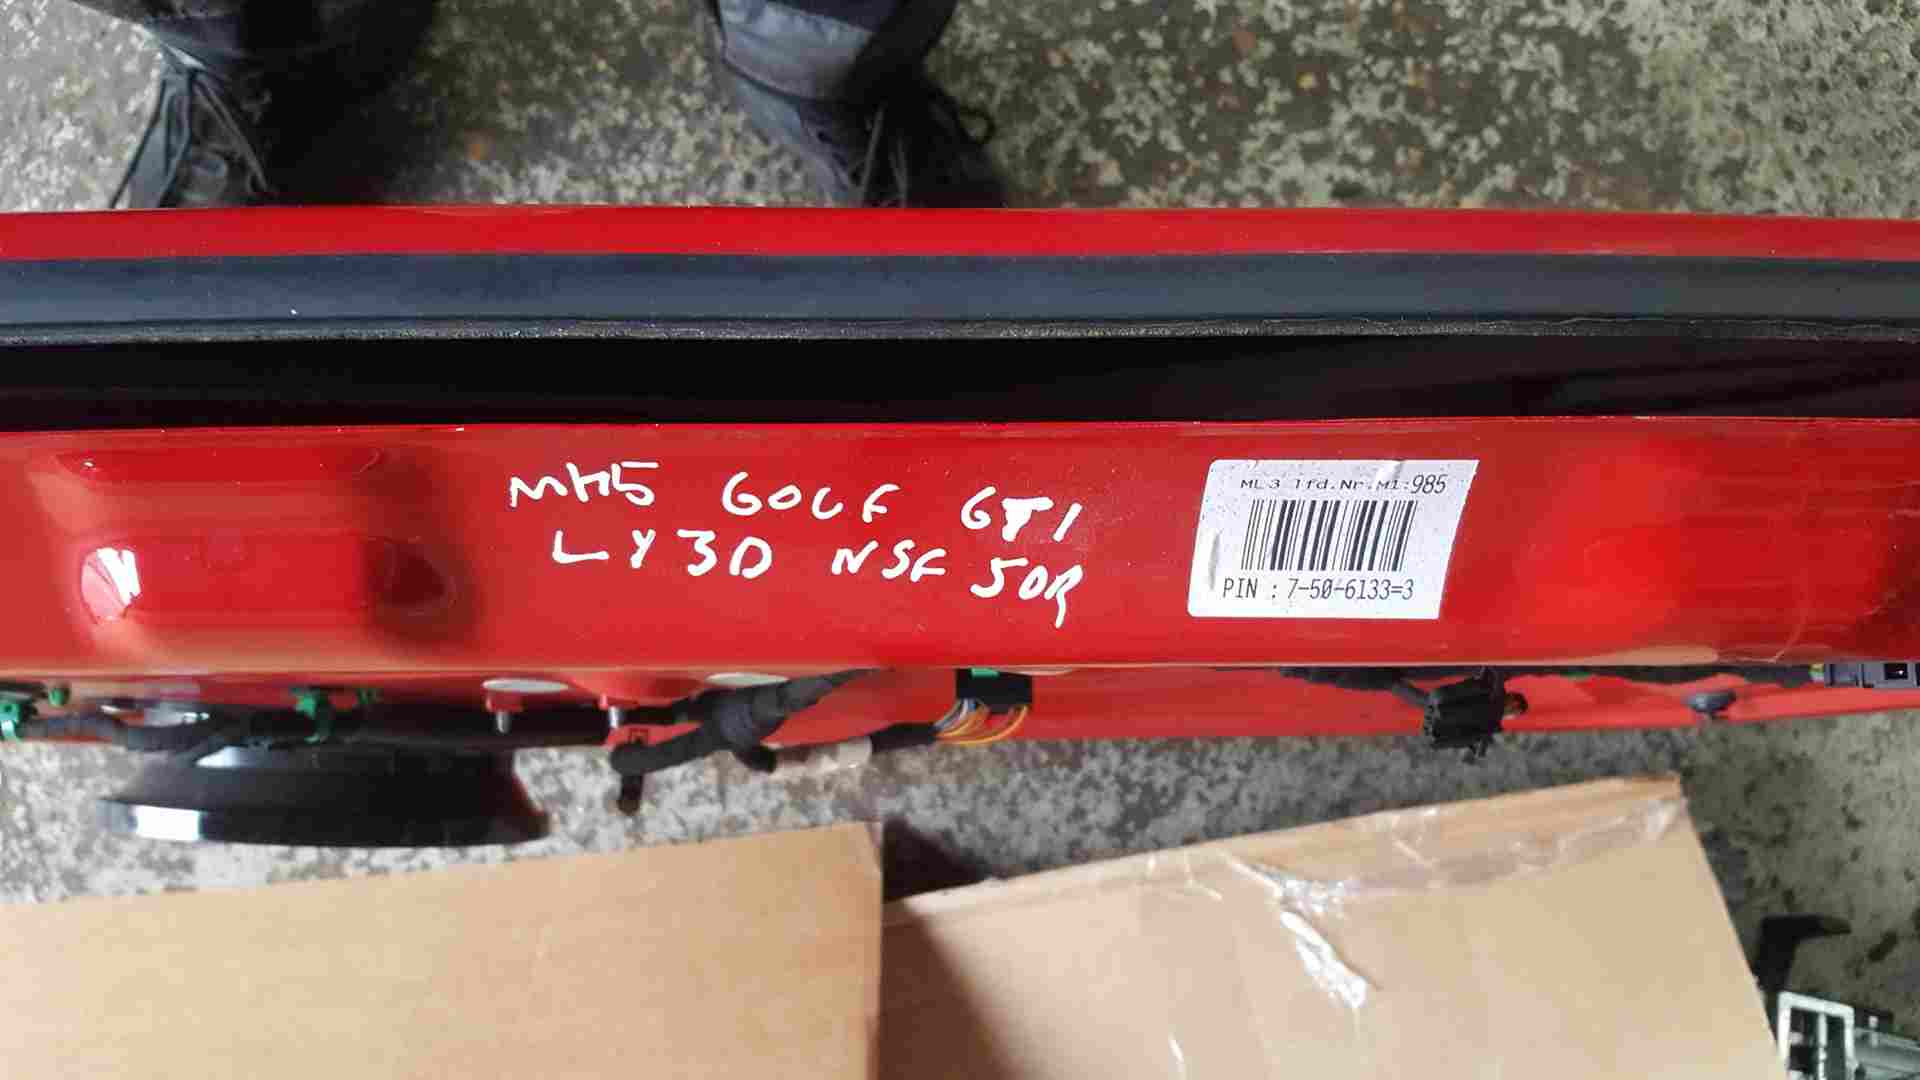 MK5 GOLF GTI
LY3D NSF 5DR
ML3 lfd.Nr.M1:985
PIN : 7-50-6133=3